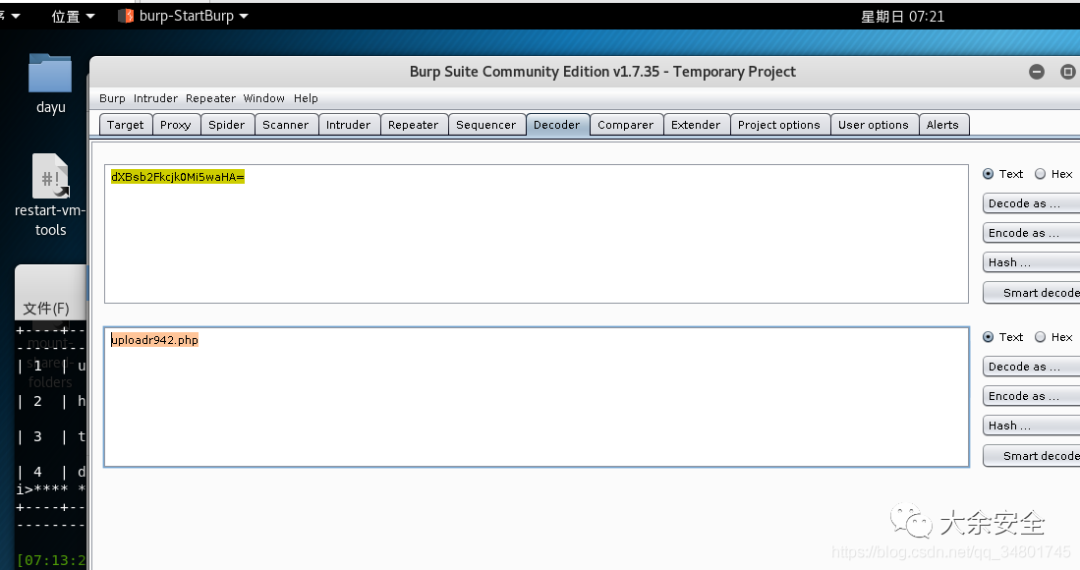 序 位置 burp-StartBurp 星期日 07:21
dayu
restart-vm-
tools
文件(F)
mount-
shared-
folders
+----+--
--------
| 1 | u
| 2 | h
| 3 | t
| 4 | d
i>**** *
+----+--
--------
[07:13:2
Burp Suite Community Edition v1.7.35 - Temporary Project
Burp Intruder Repeater Window Help
Target Proxy Spider Scanner Intruder Repeater Sequencer Decoder Comparer Extender Project options User options Alerts
dXBsb2Fkcjk0Mi5waHA=
Text Hex
Decode as ...
Encode as ...
Hash ...
Smart decode
uploadr942.php
Text Hex
Decode as ...
Encode as ...
Hash ...
Smart decode
大余安全
https://blog.csdn.net/qq_34801745